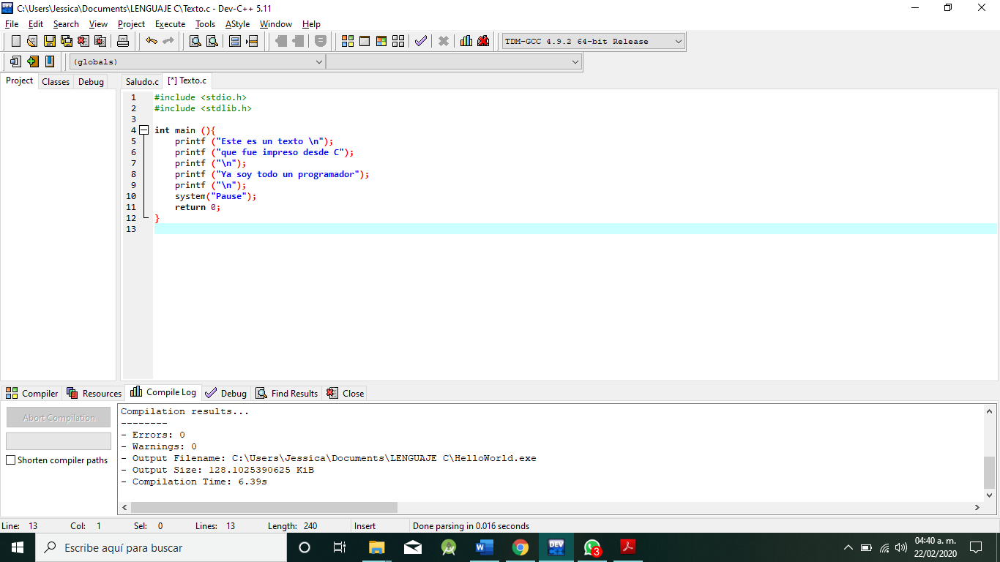 C:\Users\Jessica\Documents\LENGUAJE C\Texto.c - Dev-C++ 5.11
File Edit Search View Project Execute Tools AStyle Window Help
TDM-GCC 4.9.2 64-bit Release
(globals)
Project Classes Debug Saludo.c [*] Texto.c
1 #include <stdio.h>
2 #include <stdlib.h>
3
4 int main (){
5 printf ("Este es un texto \n");
6 printf ("que fue impreso desde C");
7 printf ("\n");
8 printf ("Ya soy todo un programador");
9 printf ("\n");
10 system("Pause");
11 return 0;
12 }
13
Compiler Resources Compile Log Debug Find Results Close
Abort Compilation
Shorten compiler paths
Compilation results...
--------
- Errors: 0
- Warnings: 0
- Output Filename: C:\Users\Jessica\Documents\LENGUAJE C\HelloWorld.exe
- Output Size: 128.1025390625 KiB
- Compilation Time: 6.39s
Line: 13 Col: 1 Sel: 0 Lines: 13 Length: 240 Insert Done parsing in 0.016 seconds
Escribe aquí para buscar
DEV
W
3
04:40 a. m.
22/02/2020